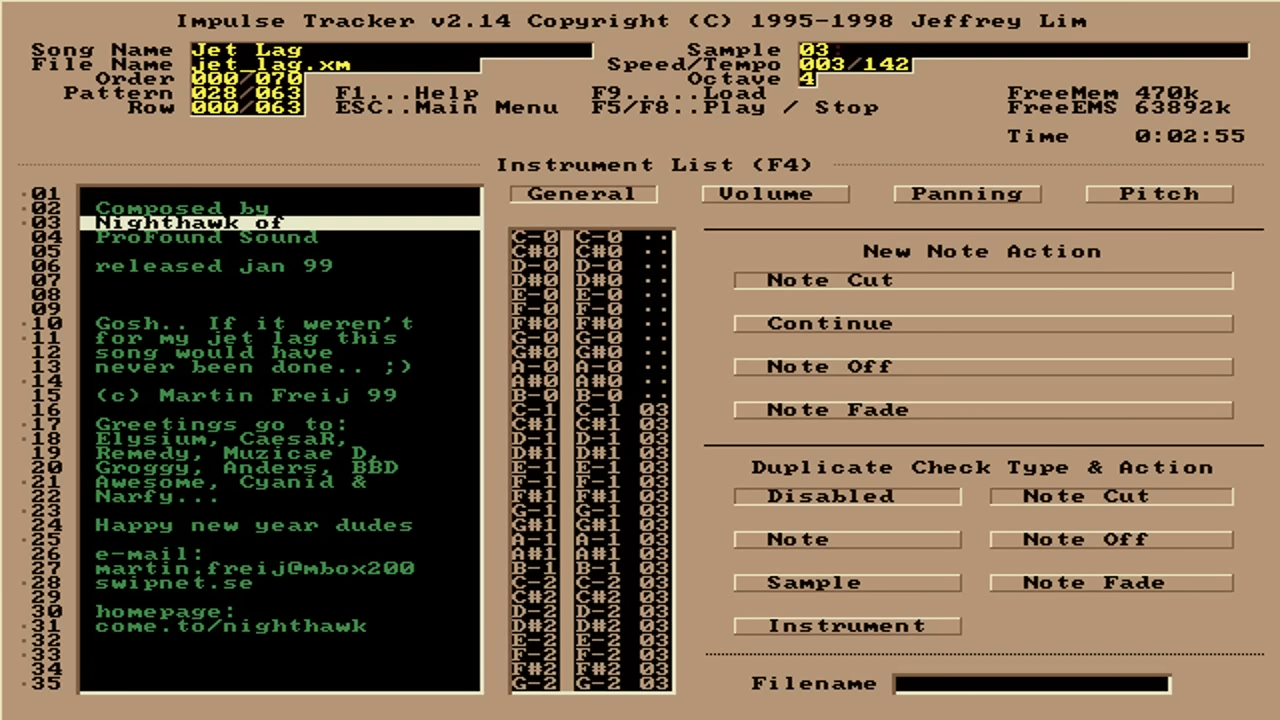 Impulse Tracker v2.14 Copyright (C) 1995-1998 Jeffrey Lim
Song Name Jet Lag Sample 03
File Name jet_lag.xm Speed/Tempo 003/142
Order 000/070 Octave 4
Pattern 028/063 F1...Help F9.....Load FreeMem 470k
Row 000/063 ESC..Main Menu F5/F8..Play / Stop FreeEMS 63892k
Time 0:02:55
Instrument List (F4)
01 General Volume Panning Pitch
02 Composed by
03 Nighthawk of
04 ProFound Sound C-0 C-0 ··
05 C#0 C#0 ·· New Note Action
06 released jan 99 D-0 D-0 ··
07 D#0 D#0 ·· Note Cut
08 E-0 E-0 ··
09 F-0 F-0 ··
10 Gosh.. If it weren't F#0 F#0 ·· Continue
11 for my jet lag this G-0 G-0 ··
12 song would have G#0 G#0 ··
13 never been done.. ;) A-0 A-0 ·· Note Off
14 A#0 A#0 ··
15 (c) Martin Freij 99 B-0 B-0 ··
16 C-1 C-1 03 Note Fade
17 Greetings go to: C#1 C#1 03
18 Elysium, CaesaR, D-1 D-1 03
19 Remedy, Muzicae D, D#1 D#1 03
20 Groggy, Anders, BBD E-1 E-1 03 Duplicate Check Type & Action
21 Awesome, Cyanid & F-1 F-1 03
22 Narfy... F#1 F#1 03 Disabled Note Cut
23 G-1 G-1 03
24 Happy new year dudes G#1 G#1 03
25 A-1 A-1 03 Note Note Off
26 e-mail: A#1 A#1 03
27 martin.freij@mbox200 B-1 B-1 03
28 swipnet.se C-2 C-2 03 Sample Note Fade
29 C#2 C#2 03
30 homepage: D-2 D-2 03
31 come.to/nighthawk D#2 D#2 03 Instrument
32 E-2 E-2 03
33 F-2 F-2 03
34 F#2 F#2 03
35 G-2 G-2 03 Filename